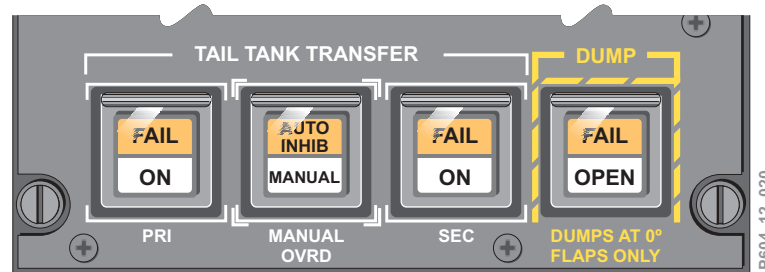 TAIL TANK TRANSFER
DUMP
FAIL
ON
AUTO
INHIB
MANUAL
FAIL
ON
FAIL
OPEN
PRI
MANUAL
OVRD
SEC
DUMPS AT 0º
FLAPS ONLY